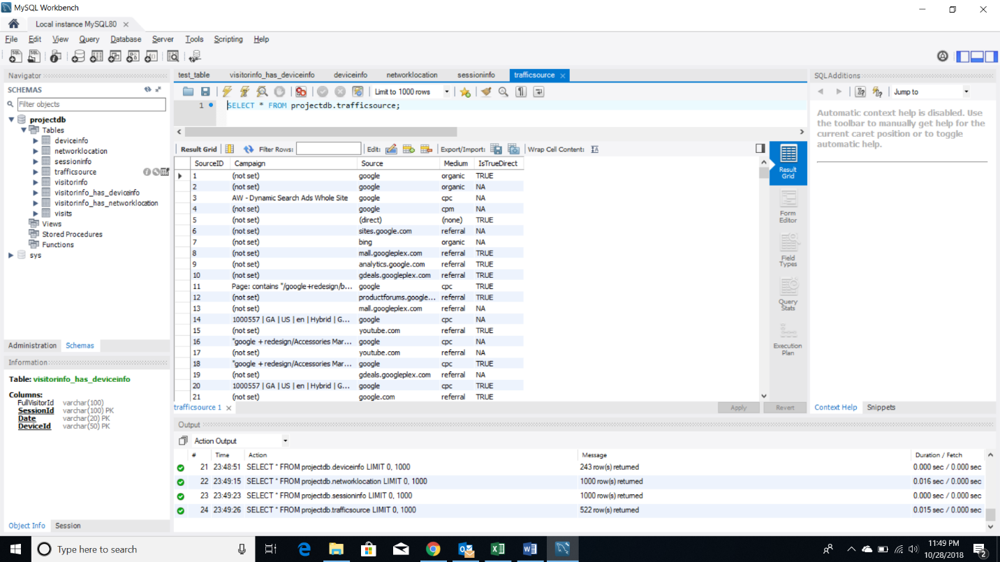 MySQL Workbench
Local instance MySQL80
File Edit View Query Database Server Tools Scripting Help
Navigator
SCHEMAS
Filter objects
projectdb
Tables
deviceinfo
networklocation
sessioninfo
trafficsource
visitorinfo
visitorinfo_has_deviceinfo
visitorinfo_has_networklocation
visits
Views
Stored Procedures
Functions
sys
Administration Schemas
Information
Table: visitorinfo_has_deviceinfo
Columns:
FullVisitorId varchar(100)
SessionId varchar(100) PK
Date varchar(20) PK
DeviceId varchar(50) PK
Object Info Session
test_table visitorinfo_has_deviceinfo deviceinfo networklocation sessioninfo trafficsource
Limit to 1000 rows
1 SELECT * FROM projectdb.trafficsource;
Result Grid Filter Rows: Edit: Export/Import: Wrap Cell Content:
SourceID Campaign Source Medium IsTrueDirect
1 (not set) google organic TRUE
2 (not set) google organic NA
3 AW - Dynamic Search Ads Whole Site google cpc NA
4 (not set) google cpm NA
5 (not set) (direct) (none) TRUE
6 (not set) sites.google.com referral NA
7 (not set) bing organic NA
8 (not set) mall.googleplex.com referral TRUE
9 (not set) analytics.google.com referral TRUE
10 (not set) gdeals.googleplex.com referral TRUE
11 Page: contains "/google+redesign/b... google cpc TRUE
12 (not set) productforums.google... referral TRUE
13 (not set) mall.googleplex.com referral NA
14 1000557 | GA | US | en | Hybrid | G... google cpc NA
15 (not set) youtube.com referral TRUE
16 "google + redesign/Accessories Mar... google cpc NA
17 (not set) youtube.com referral NA
18 "google + redesign/Accessories Mar... google cpc TRUE
19 (not set) gdeals.googleplex.com referral NA
20 1000557 | GA | US | en | Hybrid | G... google cpc TRUE
21 (not set) google.com referral TRUE
Result Grid
Form Editor
Field Types
Query Stats
Execution Plan
trafficsource 1 Apply Revert
SQLAdditions
Jump to
Automatic context help is disabled. Use
the toolbar to manually get help for the
current caret position or to toggle
automatic help.
Context Help Snippets
Output
Action Output
# Time Action Message Duration / Fetch
21 23:48:51 SELECT * FROM projectdb.deviceinfo LIMIT 0, 1000 243 row(s) returned 0.000 sec / 0.000 sec
22 23:49:15 SELECT * FROM projectdb.networklocation LIMIT 0, 1000 1000 row(s) returned 0.016 sec / 0.000 sec
23 23:49:23 SELECT * FROM projectdb.sessioninfo LIMIT 0, 1000 1000 row(s) returned 0.000 sec / 0.000 sec
24 23:49:26 SELECT * FROM projectdb.trafficsource LIMIT 0, 1000 522 row(s) returned 0.015 sec / 0.000 sec
Type here to search
11:49 PM
10/28/2018
2